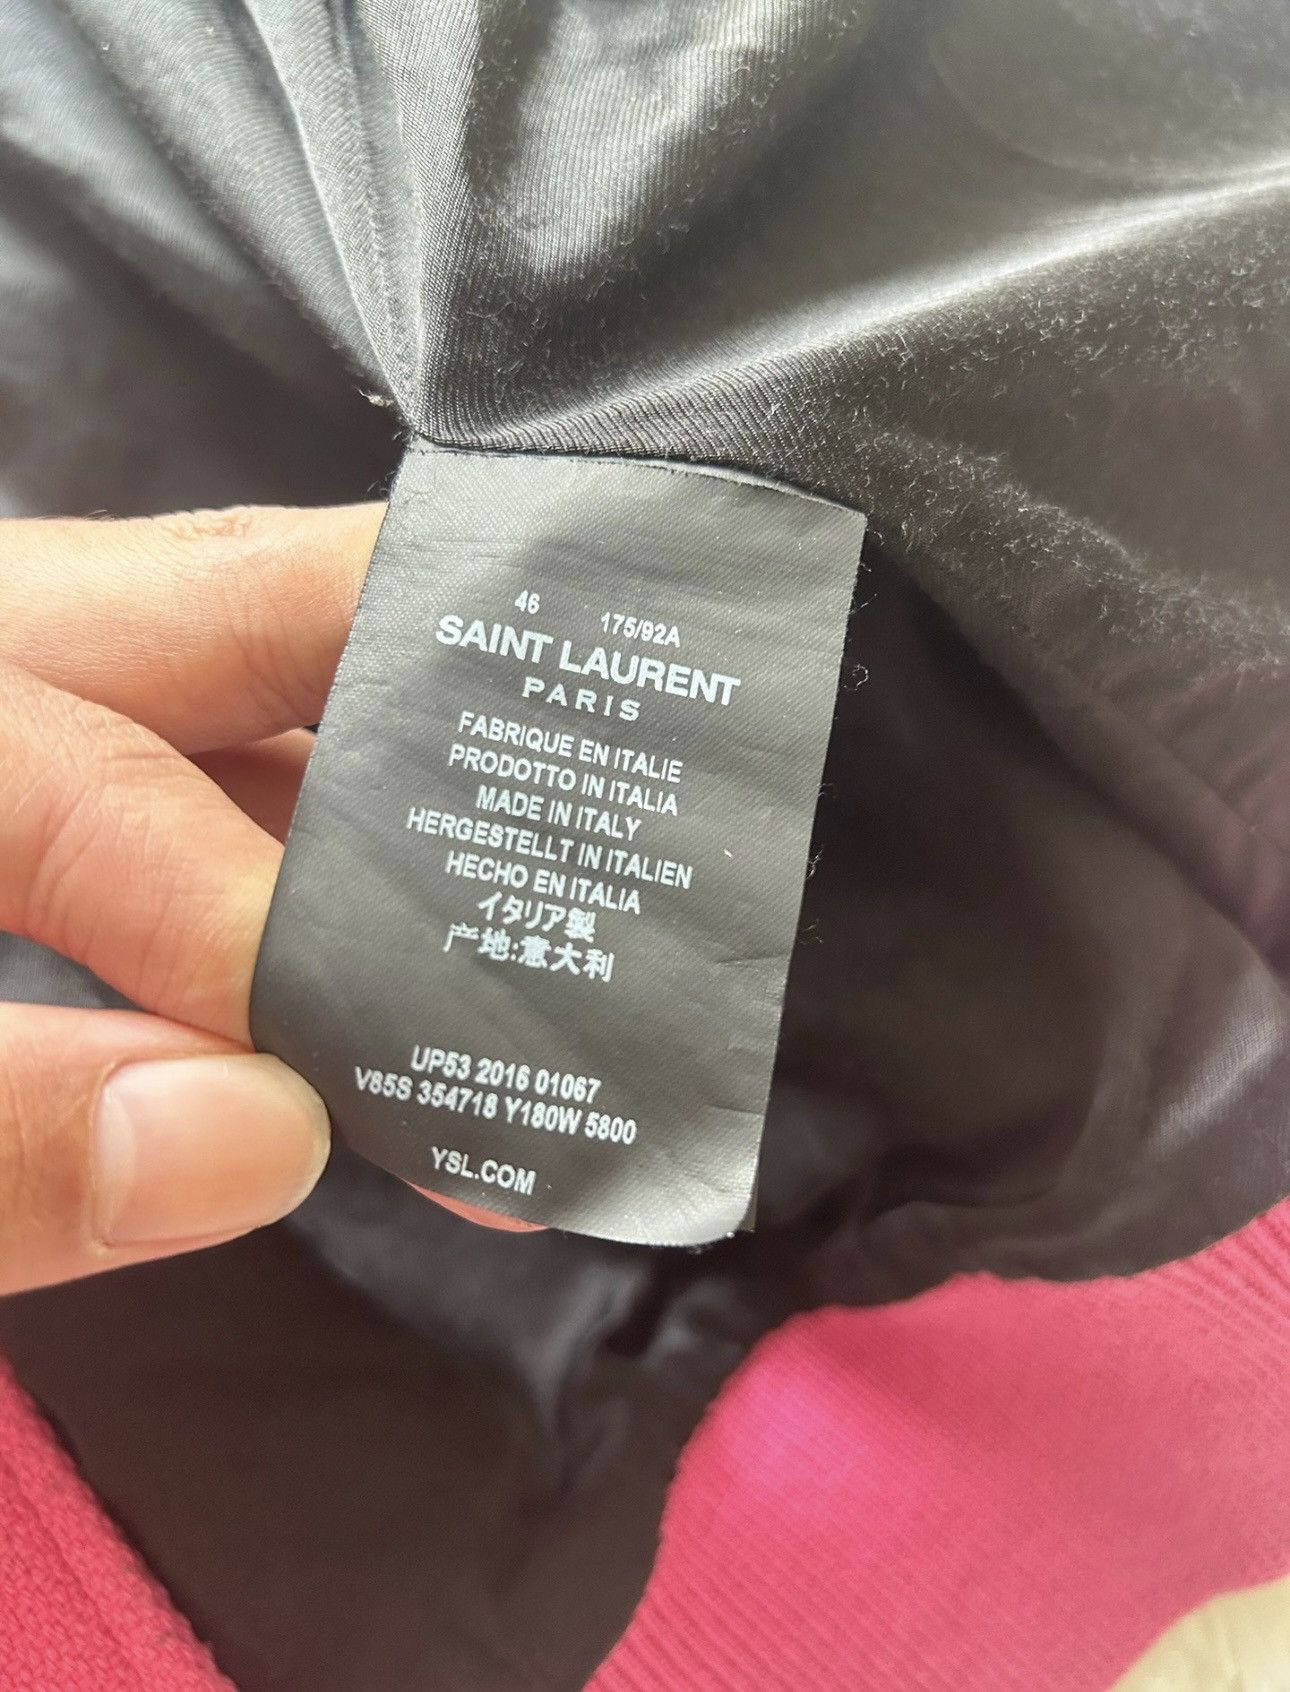 46 175/92A
SAINT LAURENT
PARIS
FABRIQUE EN ITALIE
PRODOTTO IN ITALIA
MADE IN ITALY
HERGESTELLT IN ITALIEN
HECHO EN ITALIA
イタリア製
产地:意大利
UP53 2016 01067
V85S 354718 Y180W 5800
YSL.COM